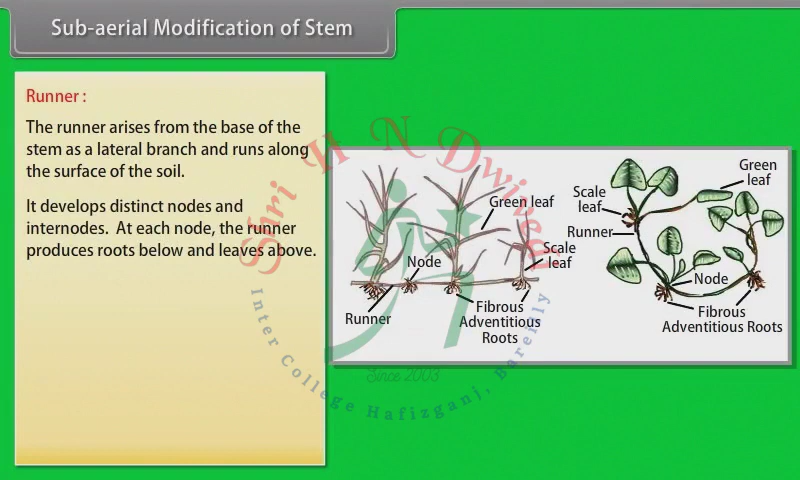 Sub-aerial Modification of Stem
Runner :
The runner arises from the base of the
stem as a lateral branch and runs along
the surface of the soil.
It develops distinct nodes and
internodes. At each node, the runner
produces roots below and leaves above.
Green leaf
Scale
leaf
Node
Runner
Fibrous
Adventitious
Roots
Green
leaf
Scale
leaf
Runner
Node
Fibrous
Adventitious Roots
Shri H N Dwivedi
Inter College Hafizganj, Bareilly
Since 2003